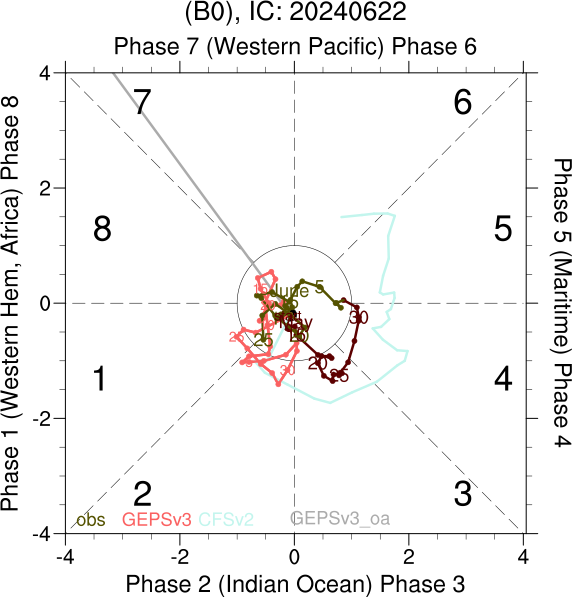 (B0), IC: 20240622
Phase 7 (Western Pacific) Phase 6
Phase 1 (Western Hem, Africa) Phase 8
Phase 5 (Maritime) Phase 4
4
2
0
-2
-4
7
6
8
5
1
4
2
3
June 5
May
30
20
25
25
30
obs GEPSv3 CFSv2 GEPSv3_oa
-4 -2 0 2 4
Phase 2 (Indian Ocean) Phase 3